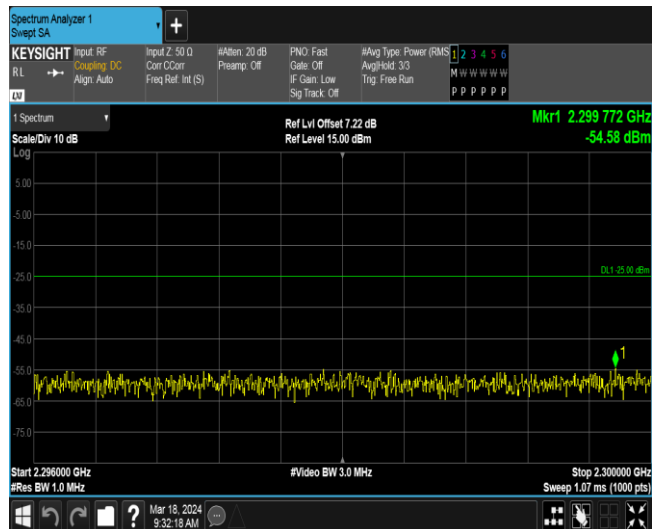 Spectrum Analyzer 1
Swept SA
+
KEYSIGHT
RL
LXI
Input: RF
Coupling: DC
Align: Auto
Input Z: 50 Ω
Corr CCorr
Freq Ref: Int (S)
#Atten: 20 dB
Preamp: Off
PNO: Fast
Gate: Off
IF Gain: Low
Sig Track: Off
#Avg Type: Power (RMS
Avg|Hold: 3/3
Trig: Free Run
1 2 3 4 5 6
M W W W W W
P P P P P P
1 Spectrum
Scale/Div 10 dB
Log
Ref Lvl Offset 7.22 dB
Ref Level 15.00 dBm
Mkr1 2.299 772 GHz
-54.58 dBm
5.00
-5.00
-15.0
-25.0
DL1 -25.00 dBm
-35.0
-45.0
1
-55.0
-65.0
-75.0
Start 2.296000 GHz
#Video BW 3.0 MHz
Stop 2.300000 GHz
#Res BW 1.0 MHz
Sweep 1.07 ms (1000 pts)
?
Mar 18, 2024
9:32:18 AM